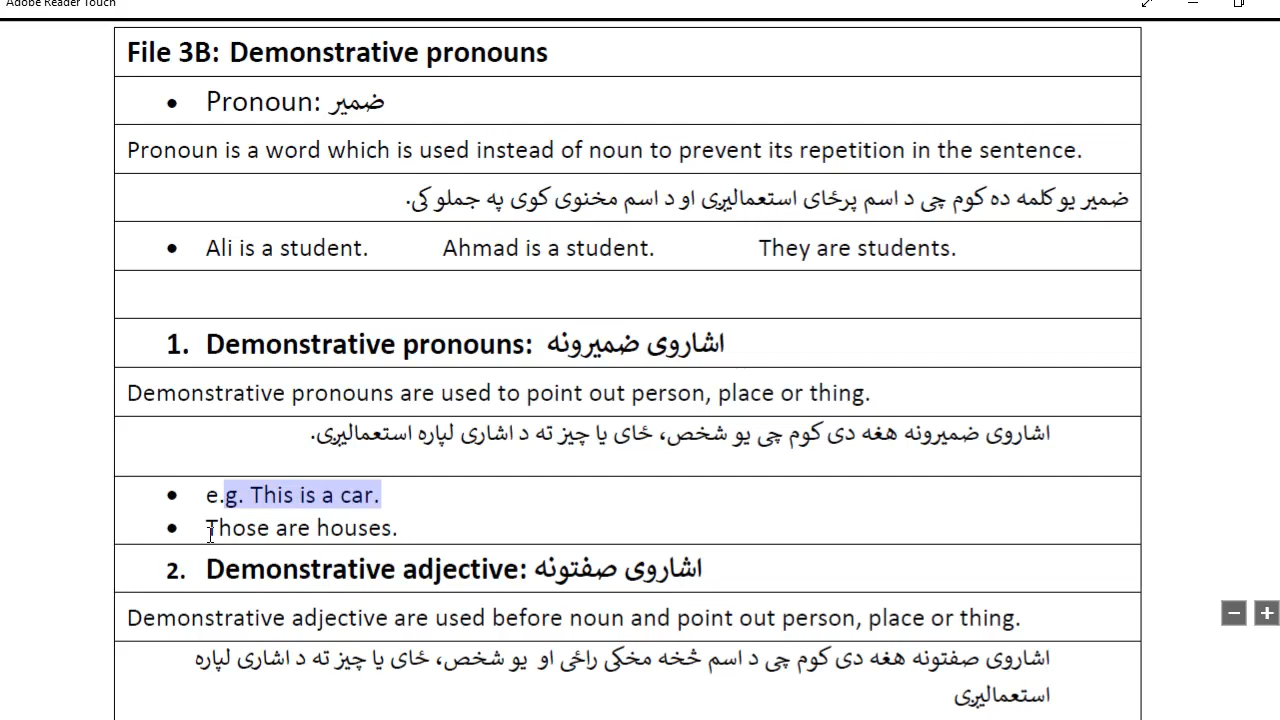 Adobe Reader Touch
File 3B: Demonstrative pronouns
• Pronoun: ضمیر
Pronoun is a word which is used instead of noun to prevent its repetition in the sentence.
ضمیر یو کلمه ده کوم چی د اسم پرځای استعمالیږی او د اسم مخنوی کوی په جملو کی.
• Ali is a student. Ahmad is a student. They are students.
1. Demonstrative pronouns: اشاروی ضمیرونه
Demonstrative pronouns are used to point out person, place or thing.
اشاروی ضمیرونه هغه دی کوم چی یو شخص، ځای یا چیز ته د اشاری لپاره استعمالیږی.
• e.g. This is a car.
• Those are houses.
2. Demonstrative adjective: اشاروی صفتونه
Demonstrative adjective are used before noun and point out person, place or thing.
اشاروی صفتونه هغه دی کوم چی د اسم څخه مخکی راځی او یو شخص، ځای یا چیز ته د اشاری لپاره
استعمالیږی